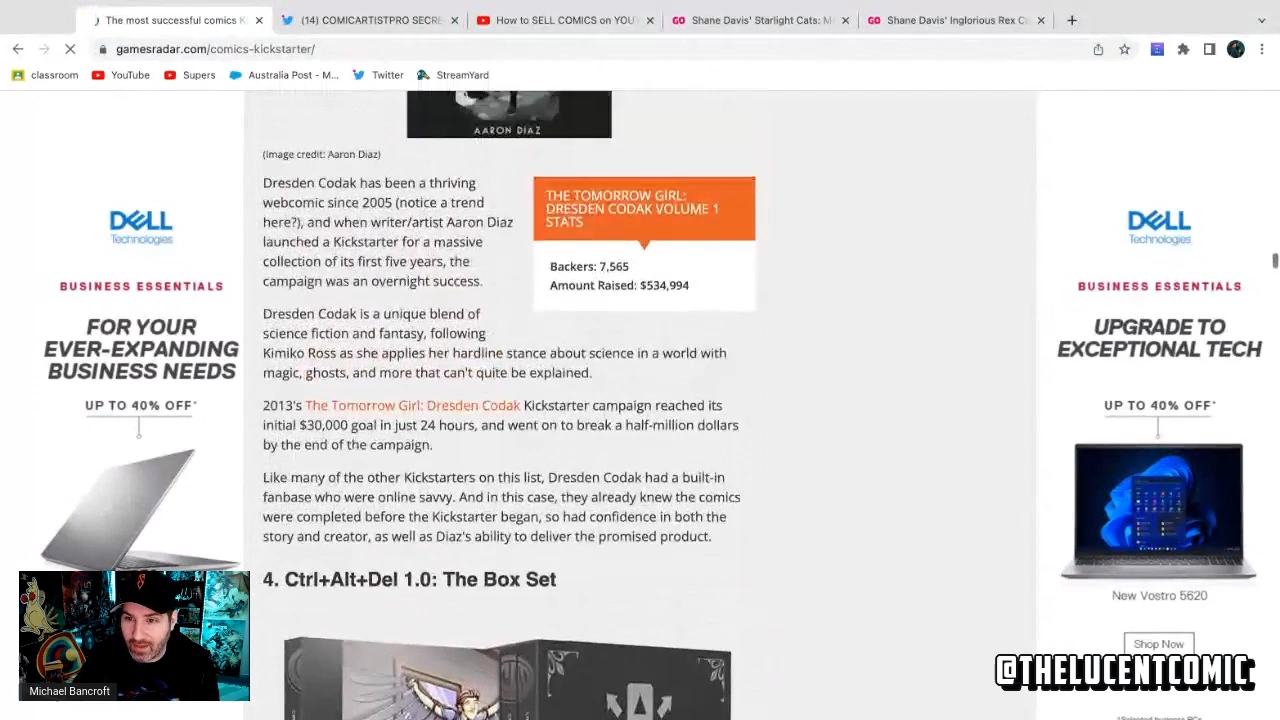 The most successful comics K
(14) COMICARTISTPRO SECRE
How to SELL COMICS on YOU
GO Shane Davis' Starlight Cats: M
GO Shane Davis' Inglorious Rex C
gamesradar.com/comics-kickstarter/
classroom
YouTube
Supers
Australia Post - M...
Twitter
StreamYard
AARON DIAZ
(Image credit: Aaron Diaz)
Dresden Codak has been a thriving
webcomic since 2005 (notice a trend
here?), and when writer/artist Aaron Diaz
launched a Kickstarter for a massive
collection of its first five years, the
campaign was an overnight success.
THE TOMORROW GIRL:
DRESDEN CODAK VOLUME 1
STATS
Backers: 7,565
Amount Raised: $534,994
Dresden Codak is a unique blend of
science fiction and fantasy, following
Kimiko Ross as she applies her hardline stance about science in a world with
magic, ghosts, and more that can't quite be explained.
2013's The Tomorrow Girl: Dresden Codak Kickstarter campaign reached its
initial $30,000 goal in just 24 hours, and went on to break a half-million dollars
by the end of the campaign.
Like many of the other Kickstarters on this list, Dresden Codak had a built-in
fanbase who were online savvy. And in this case, they already knew the comics
were completed before the Kickstarter began, so had confidence in both the
story and creator, as well as Diaz's ability to deliver the promised product.
4. Ctrl+Alt+Del 1.0: The Box Set
DELL
Technologies
BUSINESS ESSENTIALS
FOR YOUR
EVER-EXPANDING
BUSINESS NEEDS
UP TO 40% OFF*
DELL
Technologies
BUSINESS ESSENTIALS
UPGRADE TO
EXCEPTIONAL TECH
UP TO 40% OFF*
New Vostro 5620
Shop Now
Michael Bancroft
@THELUCENTCOMIC